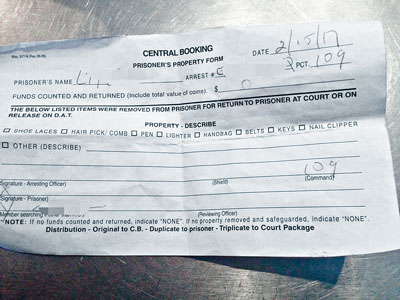 CENTRAL BOOKING
PRISONER'S PROPERTY FORM
DATE 2/15/17
PCT. 109
PRISONER'S NAME
ARREST #
FUNDS COUNTED AND RETURNED (Include total value of coins). $ 0
THE BELOW LISTED ITEMS WERE REMOVED FROM PRISONER FOR RETURN TO PRISONER AT COURT OR ON
RELEASE ON D.A.T.
PROPERTY - DESCRIBE
☐ SHOE LACES ☐ HAIR PICK/ COMB ☐ PEN ☐ LIGHTER ☐ HANDBAG ☐ BELTS ☐ KEYS ☐ NAIL CLIPPER
☐ OTHER (DESCRIBE)
109
(Signature - Arresting Officer) (Shield) (Command)
(Signature - Prisoner)
(Reviewing Officer)
*NOTE: If no funds counted and returned, indicate "NONE". If no property removed and safeguarded, indicate "NONE".
Distribution - Original to C.B. - Duplicate to prisoner - Triplicate to Court Package